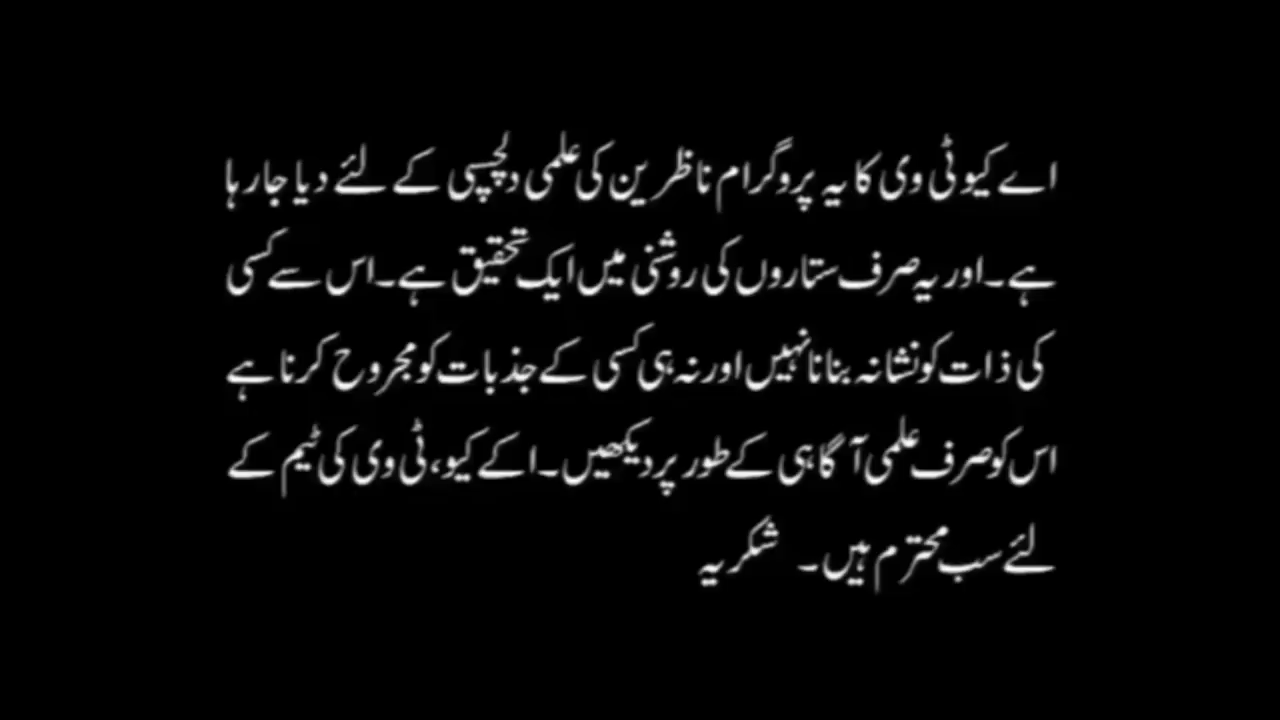 اے کیو ٹی وی کا یہ پروگرام ناظرین کی علمی دلچسپی کے لئے دیا جارہا
ہے۔اور یہ صرف ستاروں کی روشنی میں ایک تحقیق ہے۔اس سے کسی
کی ذات کو نشانہ بنانا نہیں اور نہ ہی کسی کے جذبات کو مجروح کرنا ہے
اس کو صرف علمی آگاہی کے طور پر دیکھیں۔اکے کیو،ٹی وی کی ٹیم کے
لئے سب محترم ہیں۔ شکریہ